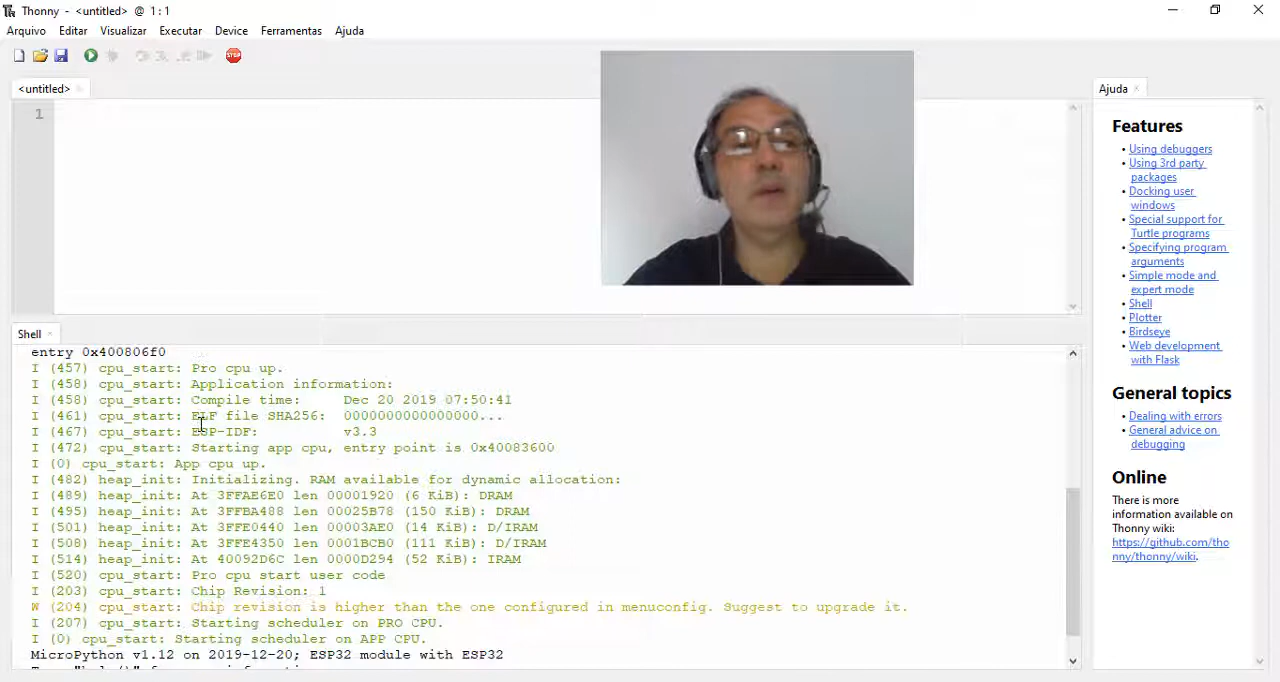 Thonny - <untitled> @ 1 : 1
Arquivo Editar Visualizar Executar Device Ferramentas Ajuda
STOP
<untitled>
1
Shell
entry 0x400806f0
I (457) cpu_start: Pro cpu up.
I (458) cpu_start: Application information:
I (458) cpu_start: Compile time:     Dec 20 2019 07:50:41
I (461) cpu_start: ELF file SHA256:  0000000000000000...
I (467) cpu_start: ESP-IDF:          v3.3
I (472) cpu_start: Starting app cpu, entry point is 0x40083600
I (0) cpu_start: App cpu up.
I (482) heap_init: Initializing. RAM available for dynamic allocation:
I (489) heap_init: At 3FFAE6E0 len 00001920 (6 KiB): DRAM
I (495) heap_init: At 3FFBA488 len 00025B78 (150 KiB): DRAM
I (501) heap_init: At 3FFE0440 len 00003AE0 (14 KiB): D/IRAM
I (508) heap_init: At 3FFE4350 len 0001BCB0 (111 KiB): D/IRAM
I (514) heap_init: At 40092D6C len 0000D294 (52 KiB): IRAM
I (520) cpu_start: Pro cpu start user code
I (203) cpu_start: Chip Revision: 1
W (204) cpu_start: Chip revision is higher than the one configured in menuconfig. Suggest to upgrade it.
I (207) cpu_start: Starting scheduler on PRO CPU.
I (0) cpu_start: Starting scheduler on APP CPU.
MicroPython v1.12 on 2019-12-20; ESP32 module with ESP32
Ajuda
Features
• Using debuggers
• Using 3rd party
packages
• Docking user
windows
• Special support for
Turtle programs
• Specifying program
arguments
• Simple mode and
expert mode
• Shell
• Plotter
• Birdseye
• Web development
with Flask
General topics
• Dealing with errors
• General advice on
debugging
Online
There is more
information available on
Thonny wiki:
https://github.com/tho
nny/thonny/wiki.